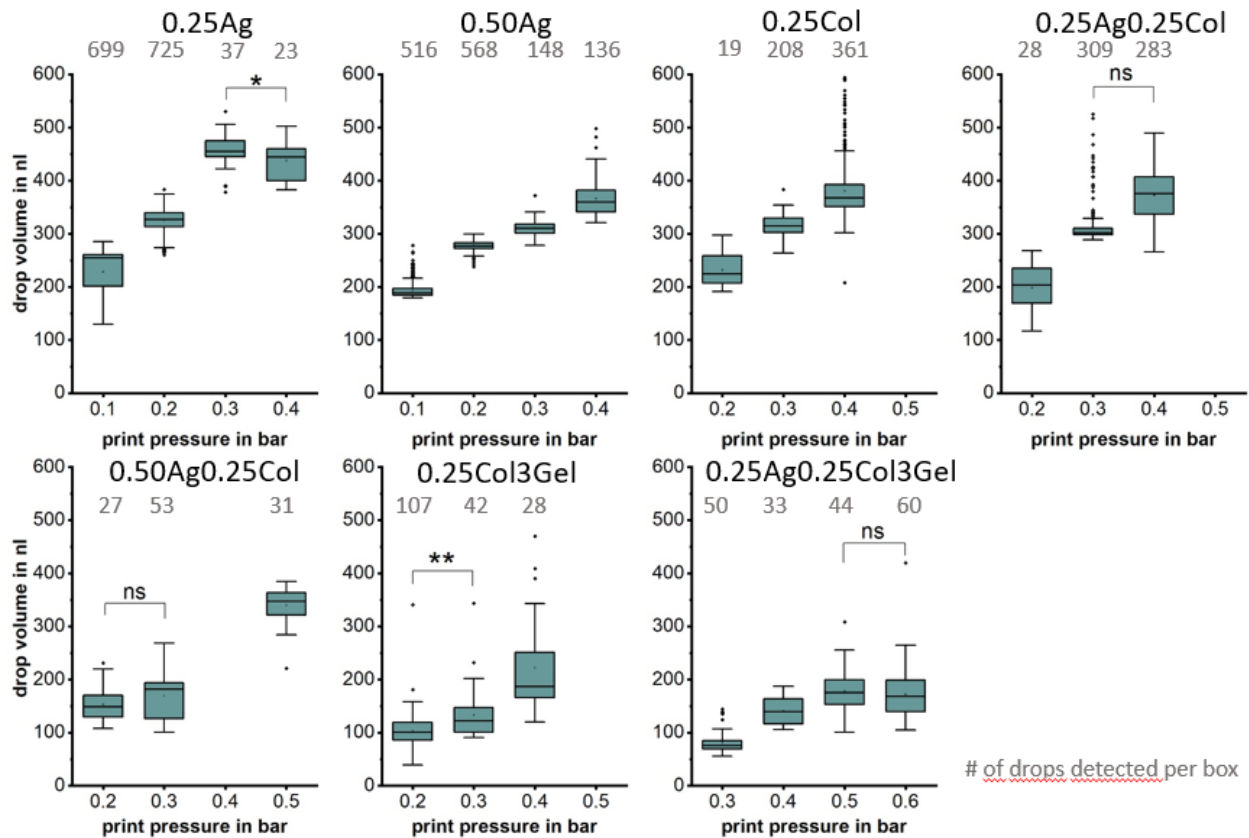 0.25Ag 0.50Ag 0.25Col 0.25Ag0.25Col
699 725 37 23 516 568 148 136 19 208 361 28 309 283
* ns
600 600 600 600
500 500 500 500
400 400 400 400
300 300 300 300
200 200 200 200
100 100 100 100
0 0 0 0
drop volume in nl
0.1 0.2 0.3 0.4 0.1 0.2 0.3 0.4 0.2 0.3 0.4 0.5 0.2 0.3 0.4 0.5
print pressure in bar print pressure in bar print pressure in bar print pressure in bar
0.50Ag0.25Col 0.25Col3Gel 0.25Ag0.25Col3Gel
27 53 31 107 42 28 50 33 44 60
ns ** ns
600 600 600
500 500 500
400 400 400
300 300 300
200 200 200
100 100 100
0 0 0
drop volume in nl
# of drops detected per box
0.2 0.3 0.4 0.5 0.2 0.3 0.4 0.5 0.3 0.4 0.5 0.6
print pressure in bar print pressure in bar print pressure in bar